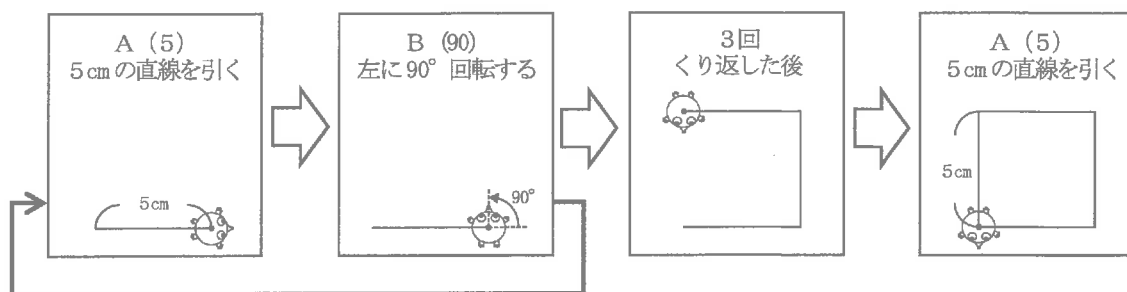 A（5）
5cmの直線を引く
5cm
B（90）
左に90°回転する
90°
3回
くり返した後
A（5）
5cmの直線を引く
5cm